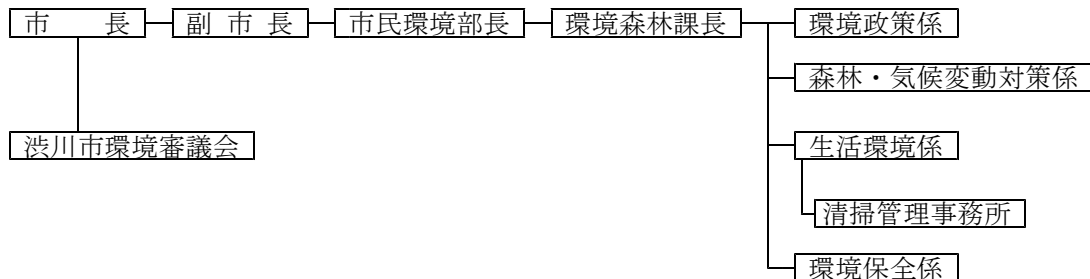 市　　長 副　市　長 市民環境部長 環境森林課長 環境政策係
森林・気候変動対策係
渋川市環境審議会 生活環境係
清掃管理事務所
環境保全係